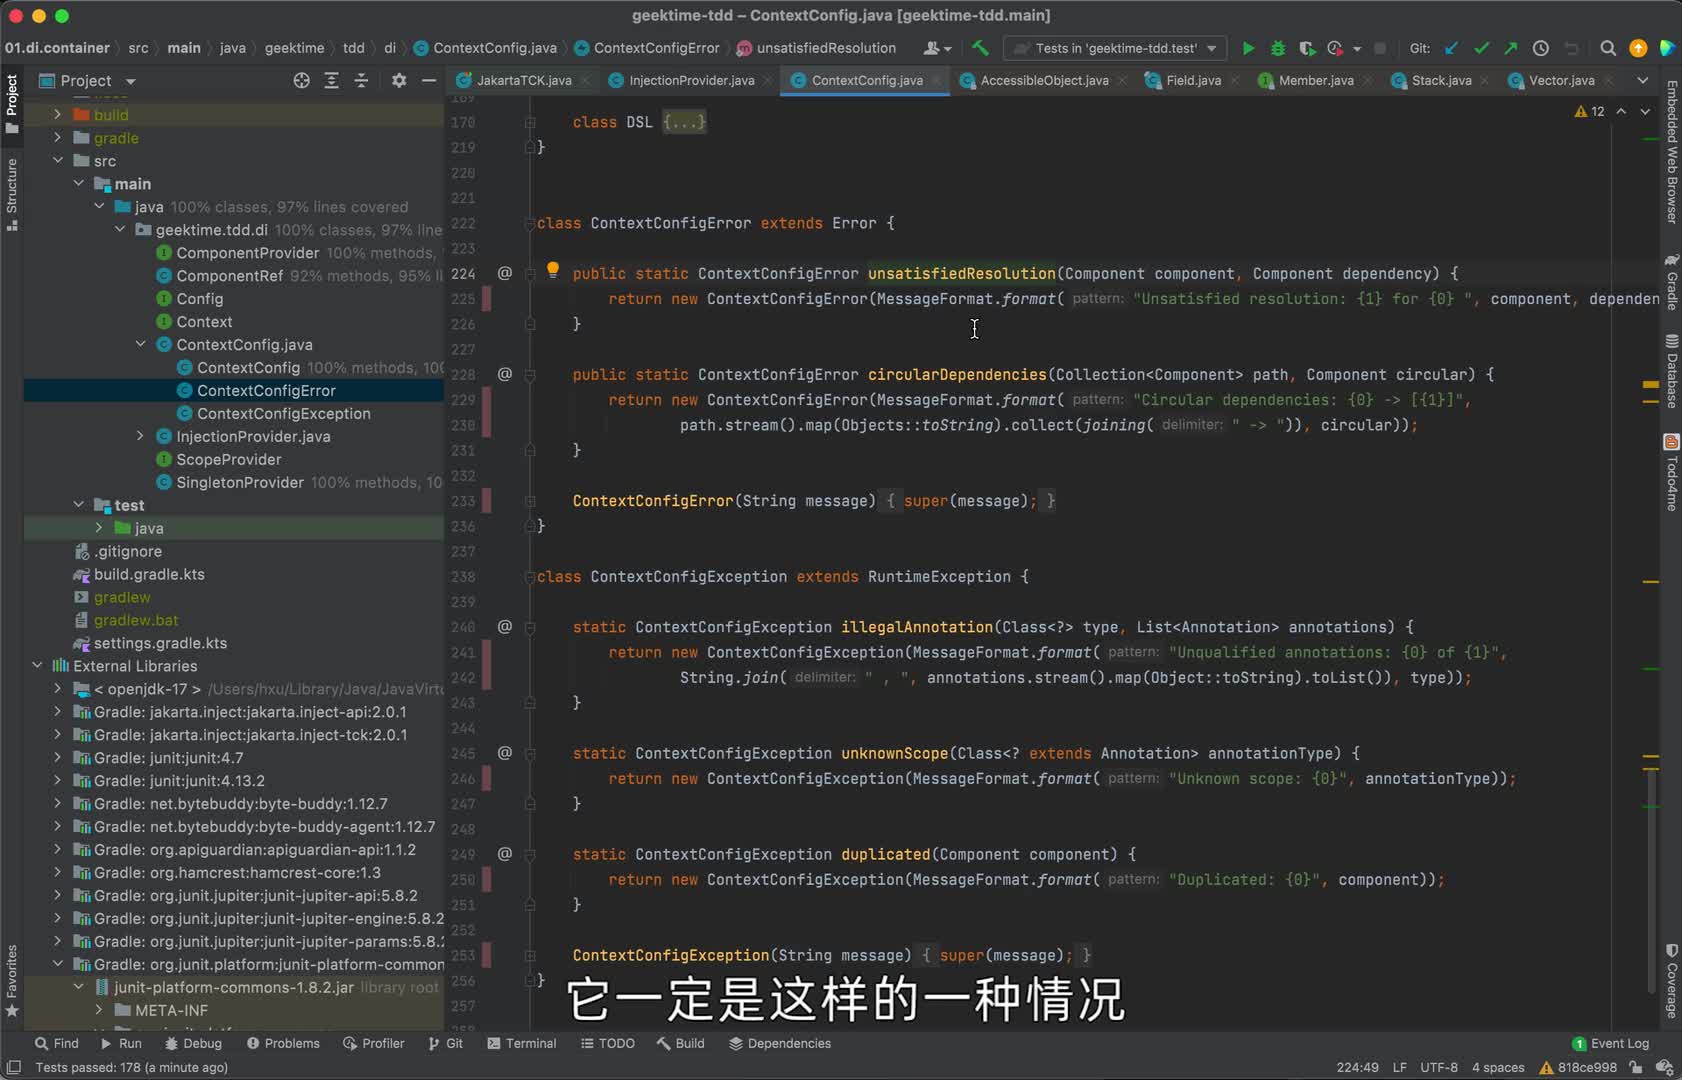 geektime-tdd – ContextConfig.java [geektime-tdd.main]
01.di.container src main java geektime tdd di ContextConfig.java ContextConfigError unsatisfiedResolution Tests in 'geektime-tdd.test' Git:
Project JakartaTCK.java InjectionProvider.java ContextConfig.java AccessibleObject.java Field.java Member.java Stack.java Vector.java
Project
Structure
Favorites
build
gradle
src
main
java 100% classes, 97% lines covered
geektime.tdd.di 100% classes, 97% line
ComponentProvider 100% methods,
ComponentRef 92% methods, 95% li
Config
Context
ContextConfig.java
ContextConfig 100% methods, 100
ContextConfigError
ContextConfigException
InjectionProvider.java
ScopeProvider
SingletonProvider 100% methods, 10
test
java
.gitignore
build.gradle.kts
gradlew
gradlew.bat
settings.gradle.kts
External Libraries
< openjdk-17 > /Users/hxu/Library/Java/JavaVirtu
Gradle: jakarta.inject:jakarta.inject-api:2.0.1
Gradle: jakarta.inject:jakarta.inject-tck:2.0.1
Gradle: junit:junit:4.7
Gradle: junit:junit:4.13.2
Gradle: net.bytebuddy:byte-buddy:1.12.7
Gradle: net.bytebuddy:byte-buddy-agent:1.12.7
Gradle: org.apiguardian:apiguardian-api:1.1.2
Gradle: org.hamcrest:hamcrest-core:1.3
Gradle: org.junit.jupiter:junit-jupiter-api:5.8.2
Gradle: org.junit.jupiter:junit-jupiter-engine:5.8.2
Gradle: org.junit.jupiter:junit-jupiter-params:5.8.2
Gradle: org.junit.platform:junit-platform-common
junit-platform-commons-1.8.2.jar library root
META-INF
169
170 class DSL {...}
219 }
220
221
222 class ContextConfigError extends Error {
223
224 @ public static ContextConfigError unsatisfiedResolution(Component component, Component dependency) {
225 return new ContextConfigError(MessageFormat.format( pattern: "Unsatisfied resolution: {1} for {0} ", component, dependen
226 }
227
228 @ public static ContextConfigError circularDependencies(Collection<Component> path, Component circular) {
229 return new ContextConfigError(MessageFormat.format( pattern: "Circular dependencies: {0} -> [{1}]",
230 path.stream().map(Objects::toString).collect(joining( delimiter: " -> ")), circular));
231 }
232
233 ContextConfigError(String message) { super(message); }
236 }
237
238 class ContextConfigException extends RuntimeException {
239
240 @ static ContextConfigException illegalAnnotation(Class<?> type, List<Annotation> annotations) {
241 return new ContextConfigException(MessageFormat.format( pattern: "Unqualified annotations: {0} of {1}",
242 String.join( delimiter: " , ", annotations.stream().map(Object::toString).toList()), type));
243 }
244
245 @ static ContextConfigException unknownScope(Class<? extends Annotation> annotationType) {
246 return new ContextConfigException(MessageFormat.format( pattern: "Unknown scope: {0}", annotationType));
247 }
248
249 @ static ContextConfigException duplicated(Component component) {
250 return new ContextConfigException(MessageFormat.format( pattern: "Duplicated: {0}", component));
251 }
252
253 ContextConfigException(String message) { super(message); }
256 }
257
12
Embedded Web Browser
Gradle
Database
Todo4me
Coverage
它一定是这样的一种情况
Find Run Debug Problems Profiler Git Terminal TODO Build Dependencies 1 Event Log
Tests passed: 178 (a minute ago) 224:49 LF UTF-8 4 spaces 818ce998